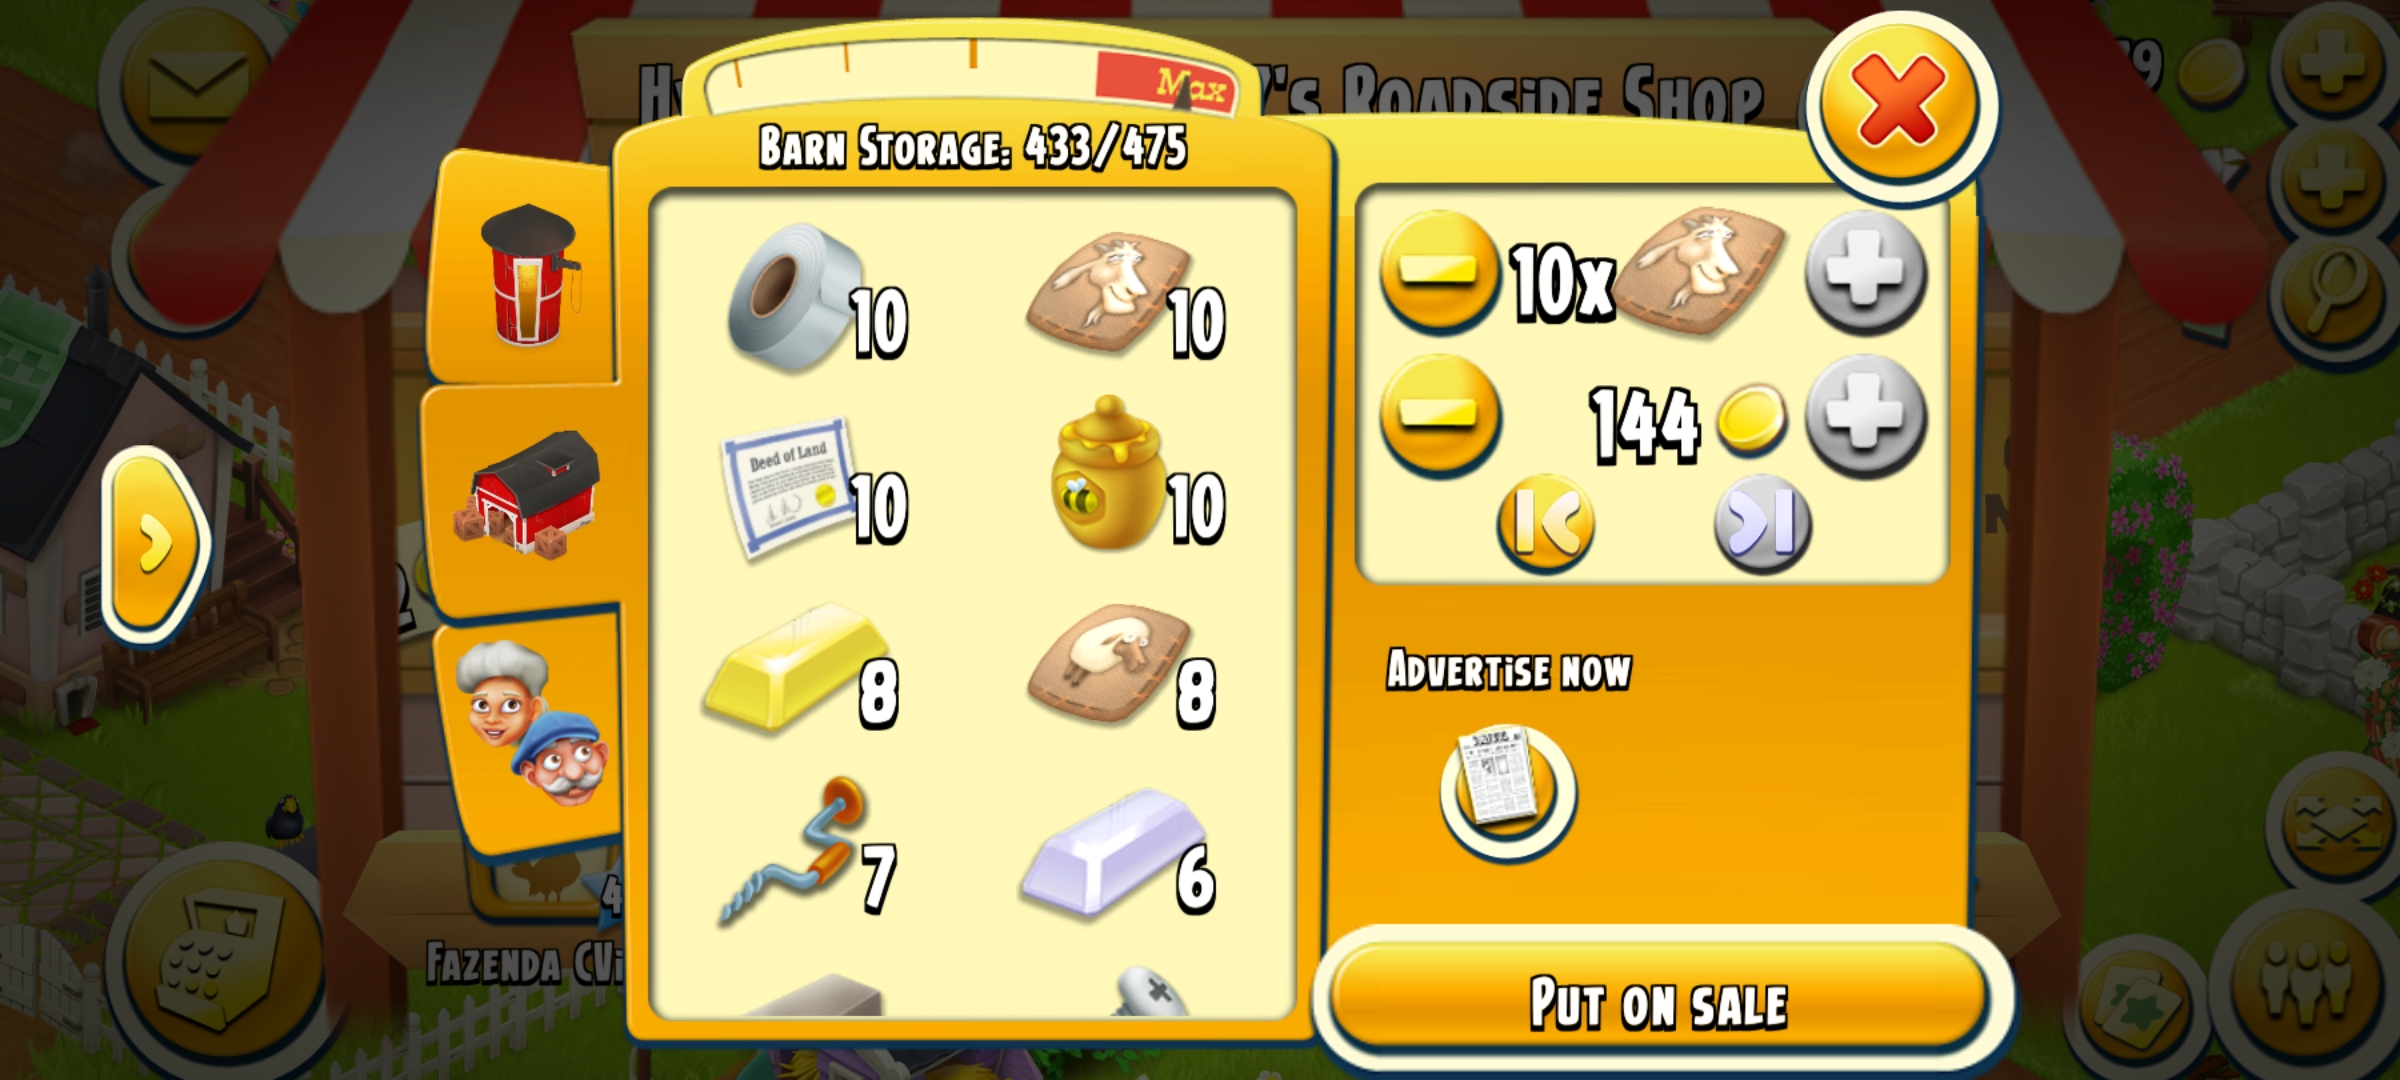 's Roadside Shop
Max
Barn Storage: 433/475
10
10
10x
144
Deed of Land
10
10
8
8
Advertise now
7
6
Put on sale
Fazenda CVi